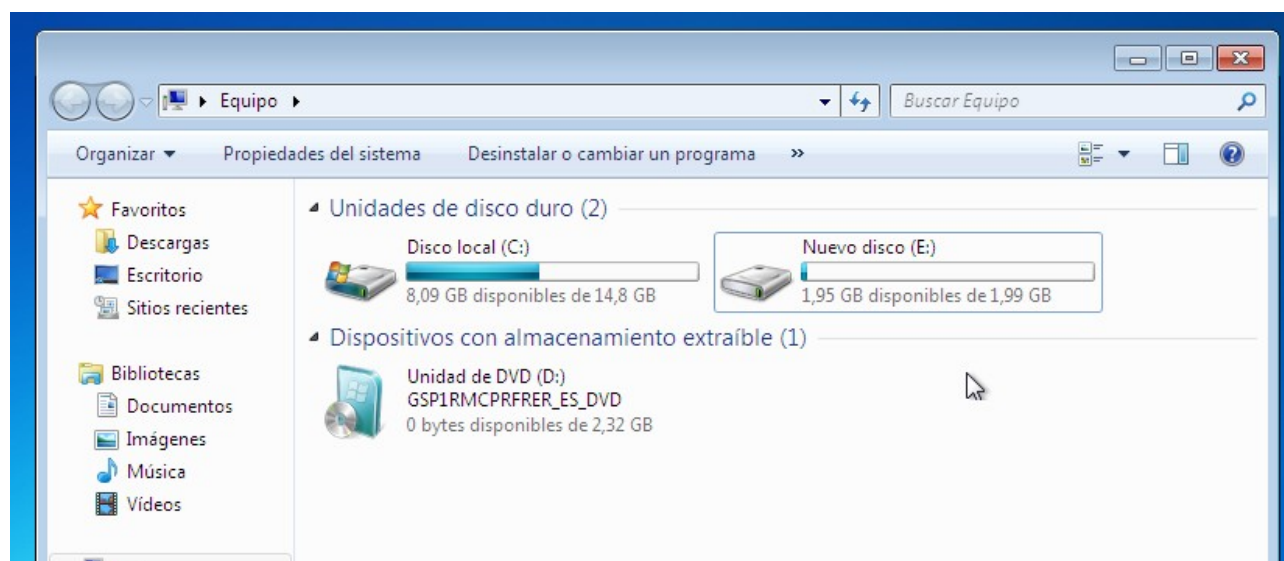 Equipo
Buscar Equipo
Organizar Propiedades del sistema Desinstalar o cambiar un programa »
Favoritos
Descargas
Escritorio
Sitios recientes
Bibliotecas
Documentos
Imágenes
Música
Vídeos
Unidades de disco duro (2)
Disco local (C:)
8,09 GB disponibles de 14,8 GB
Nuevo disco (E:)
1,95 GB disponibles de 1,99 GB
Dispositivos con almacenamiento extraíble (1)
Unidad de DVD (D:)
GSP1RMCPRFRER_ES_DVD
0 bytes disponibles de 2,32 GB